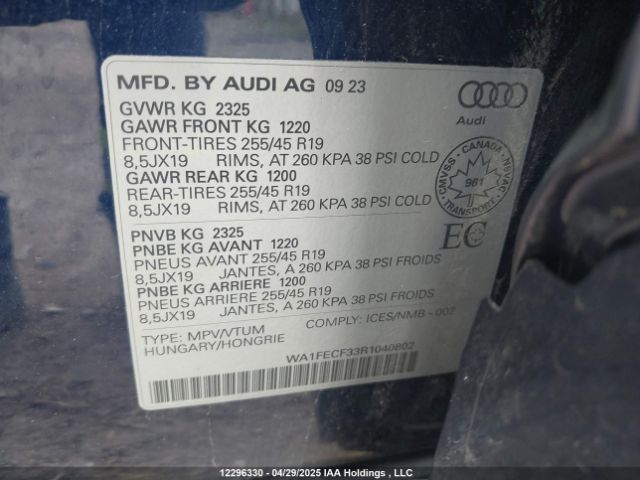 MFD. BY AUDI AG 09 23
GVWR KG 2325
GAWR FRONT KG 1220
FRONT-TIRES 255/45 R19
8,5JX19 RIMS, AT 260 KPA 38 PSI COLD
GAWR REAR KG 1200
REAR-TIRES 255/45 R19
8,5JX19 RIMS, AT 260 KPA 38 PSI COLD
Audi
CMVSS - CANADA - NSVAC
961
TRANSPORT
EC
PNVB KG 2325
PNBE KG AVANT 1220
PNEUS AVANT 255/45 R19
8,5JX19 JANTES, A 260 KPA 38 PSI FROIDS
PNBE KG ARRIERE 1200
PNEUS ARRIERE 255/45 R19
8,5JX19 JANTES, A 260 KPA 38 PSI FROIDS
TYPE: MPV/VTUM COMPLY: ICES/NMB - 002
HUNGARY/HONGRIE
WA1FECF33R1040802
12296330 - 04/29/2025 IAA Holdings , LLC